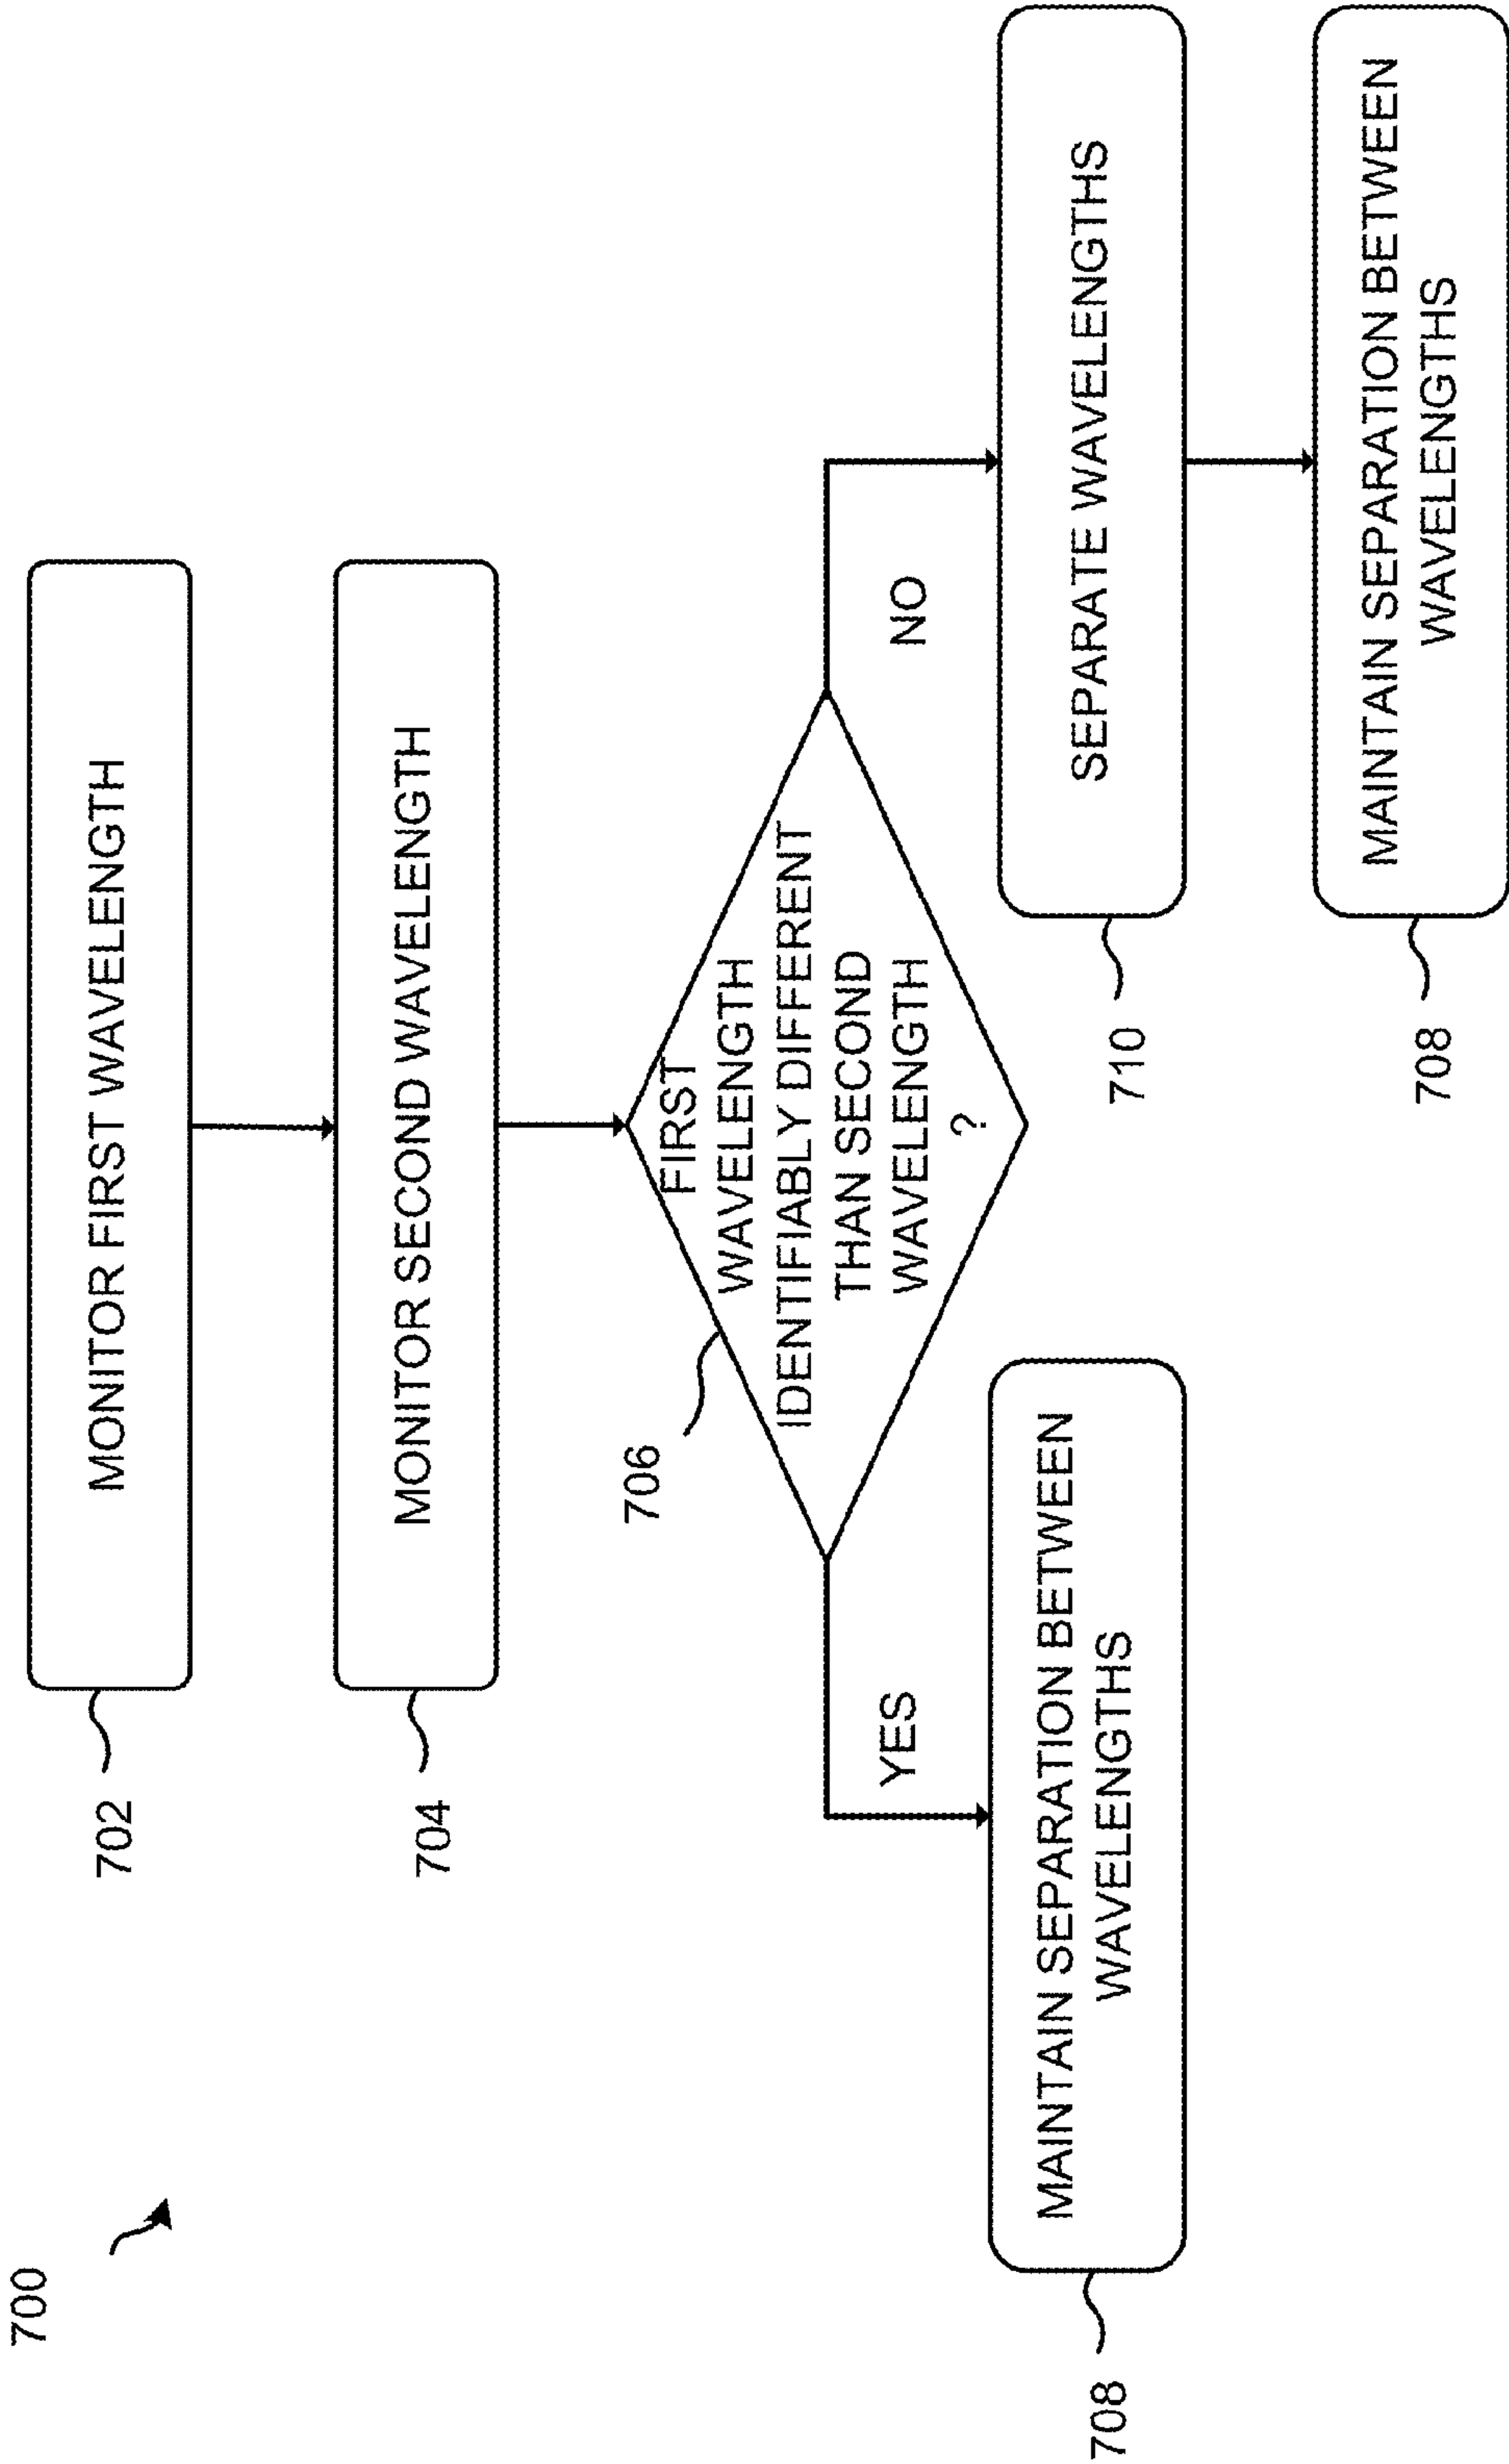 700
702
MONITOR FIRST WAVELENGTH
704
MONITOR SECOND WAVELENGTH
706
FIRST
WAVELENGTH
IDENTIFIABLY DIFFERENT
THAN SECOND
WAVELENGTH
?
YES
NO
708
MAINTAIN SEPARATION BETWEEN
WAVELENGTHS
710
SEPARATE WAVELENGTHS
708
MAINTAIN SEPARATION BETWEEN
WAVELENGTHS